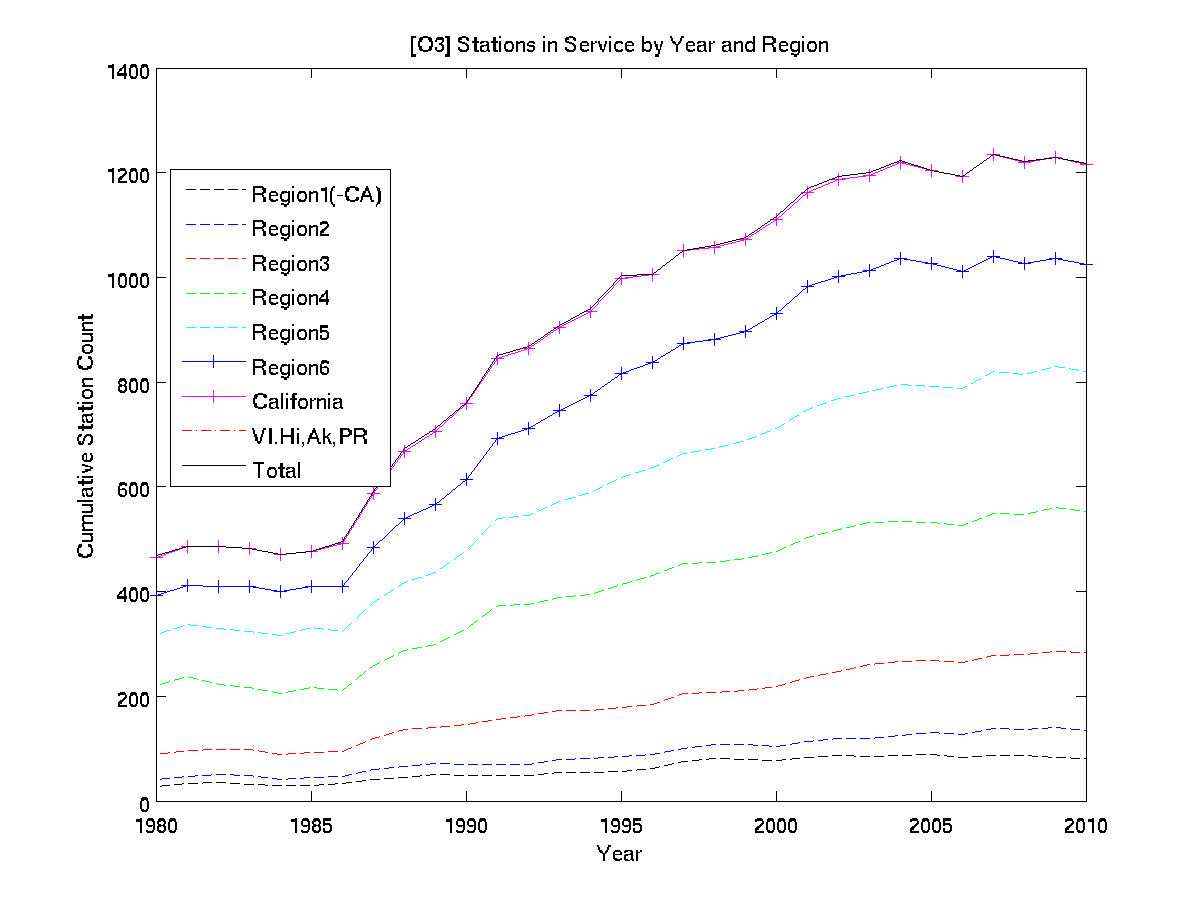 [O3] Stations in Service by Year and Region
1400
1200
1000
800
600
400
200
0
Cumulative Station Count
Region1(-CA)
Region2
Region3
Region4
Region5
Region6
California
VI.Hi,Ak,PR
Total
1980 1985 1990 1995 2000 2005 2010
Year